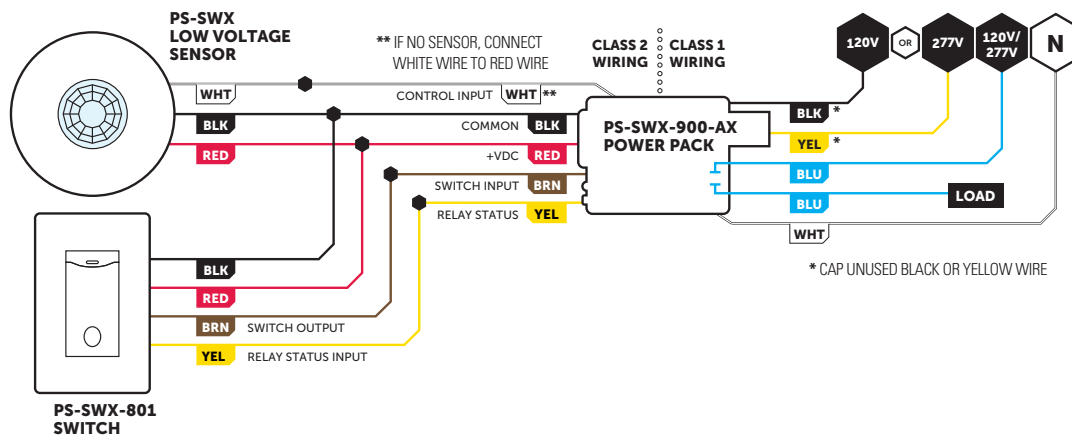 PS-SWX
LOW VOLTAGE
SENSOR
** IF NO SENSOR, CONNECT
WHITE WIRE TO RED WIRE
CLASS 2
WIRING
CLASS 1
WIRING
120V
OR
277V
120V/
277V
N
WHT
CONTROL INPUT
WHT
**
BLK
COMMON
BLK
RED
+VDC
RED
SWITCH INPUT
BRN
RELAY STATUS
YEL
PS-SWX-900-AX
POWER PACK
BLK
*
YEL
*
BLU
BLU
LOAD
WHT
* CAP UNUSED BLACK OR YELLOW WIRE
BLK
RED
BRN
SWITCH OUTPUT
YEL
RELAY STATUS INPUT
PS-SWX-801
SWITCH